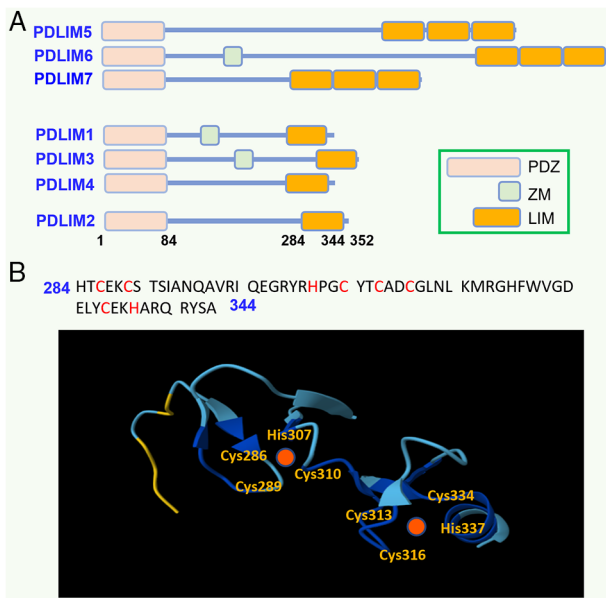 A
PDLIM5
PDLIM6
PDLIM7
PDLIM1
PDLIM3
PDLIM4
PDLIM2
1 84 284 344 352
PDZ
ZM
LIM
B
284 HTCEKCS TSIANQAVRI QEGRYRHPGC YTCADCGLNL KMRGHFWVGD
ELYCEKHARQ RYSA 344
His307
Cys286
Cys310
Cys289
Cys334
Cys313
His337
Cys316